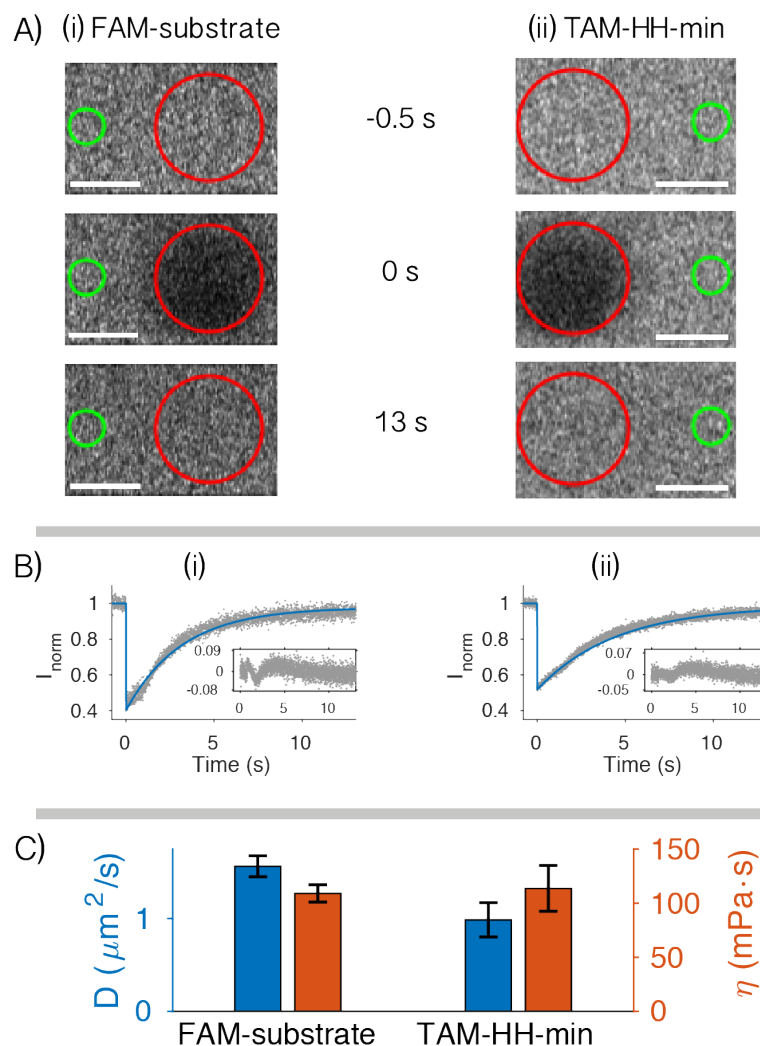 A) (i) FAM-substrate (ii) TAM-HH-min
-0.5 s
0 s
13 s
B) (i) (ii)
1
0.8
0.6
0.4
I_norm
0.09
0
-0.08
0 5 10
0 5 10
Time (s)
1
0.8
0.6
0.4
I_norm
0.07
0
-0.05
0 5 10
0 5 10
Time (s)
C)
D (μm²/s)
1
0
150
100
50
0
η (mPa·s)
FAM-substrate TAM-HH-min